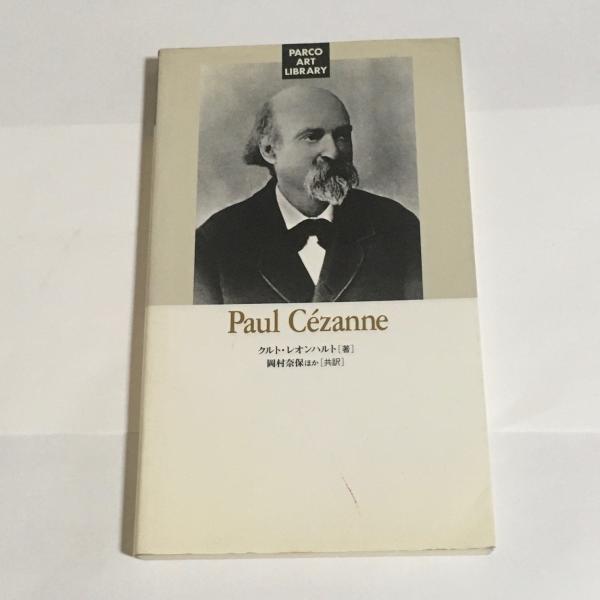 PARCO
ART
LIBRARY
Paul Cézanne
クルト・レオンハルト[著]
岡村奈保ほか[共訳]